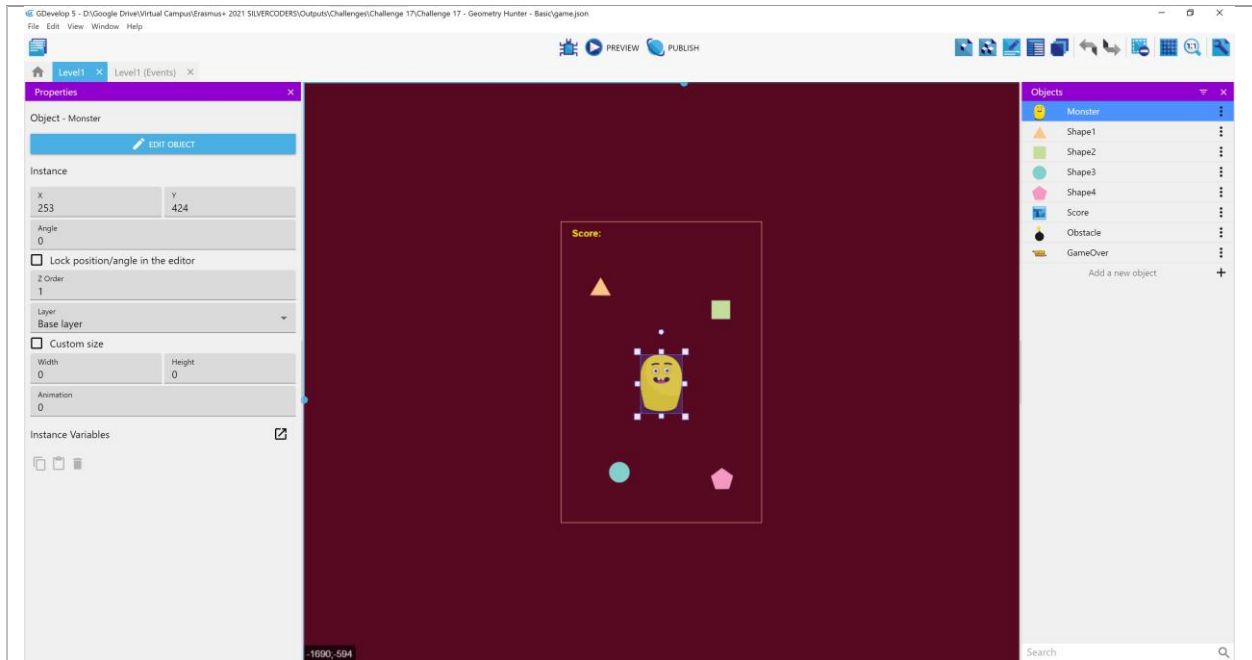 GDevelop 5 - D:\Google Drive\Virtual Campus\Erasmus+ 2021 SILVERCODERS\Outputs\Challenges\Challenge 17\Challenge 17 - Geometry Hunter - Basic\game.json
File Edit View Window Help
PREVIEW PUBLISH
Level1 Level1 (Events)
Properties
Object - Monster
EDIT OBJECT
Instance
X Y
253 424
Angle
0
Lock position/angle in the editor
Z Order
1
Layer
Base layer
Custom size
Width Height
0 0
Animation
0
Instance Variables
Score:
-1690;-594
Objects
Monster
Shape1
Shape2
Shape3
Shape4
Score
Obstacle
GameOver
Add a new object
Search